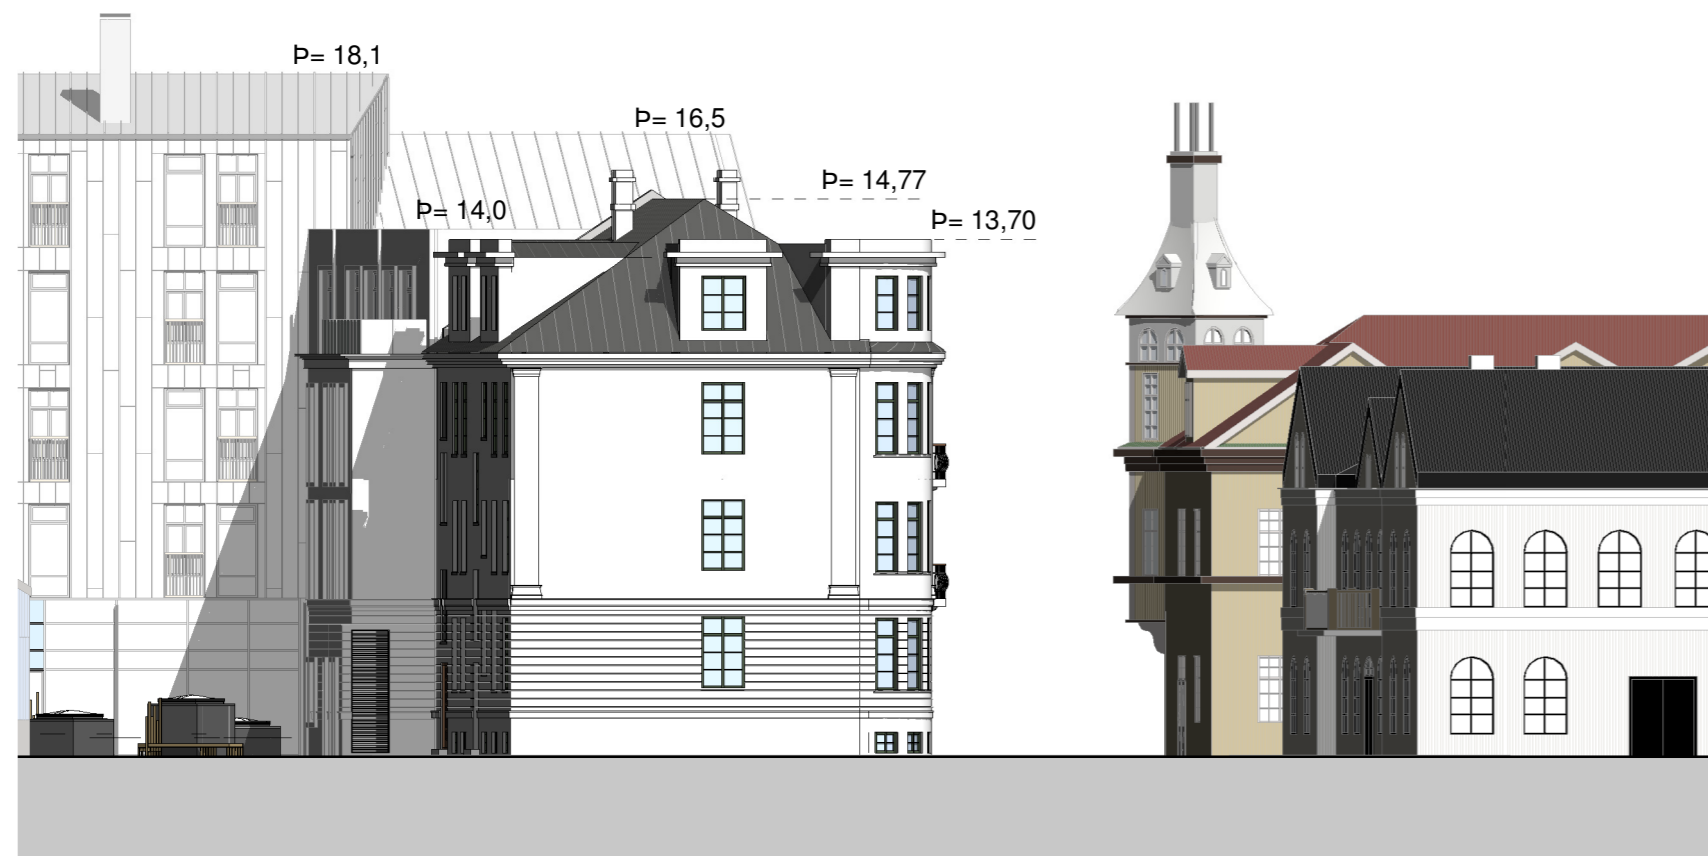 Þ= 18,1
Þ= 16,5
Þ= 14,77
Þ= 14,0
Þ= 13,70